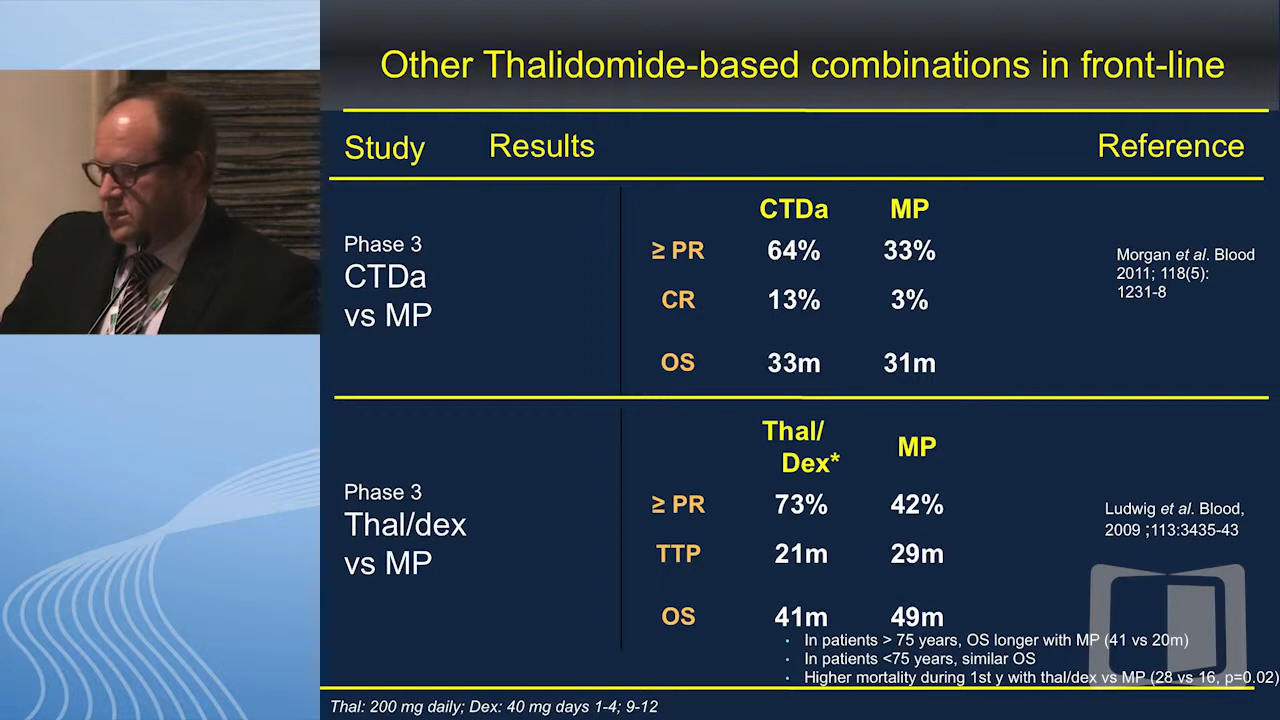 Other Thalidomide-based combinations in front-line
Study Results Reference
CTDa MP
Phase 3
CTDa
vs MP
≥ PR 64% 33%
CR 13% 3%
OS 33m 31m
Morgan et al. Blood
2011; 118(5):
1231-8
Thal/
Dex*
MP
Phase 3
Thal/dex
vs MP
≥ PR 73% 42%
TTP 21m 29m
OS 41m 49m
Ludwig et al. Blood,
2009 ;113:3435-43
• In patients > 75 years, OS longer with MP (41 vs 20m)
• In patients <75 years, similar OS
• Higher mortality during 1st y with thal/dex vs MP (28 vs 16, p=0.02)
Thal: 200 mg daily; Dex: 40 mg days 1-4; 9-12